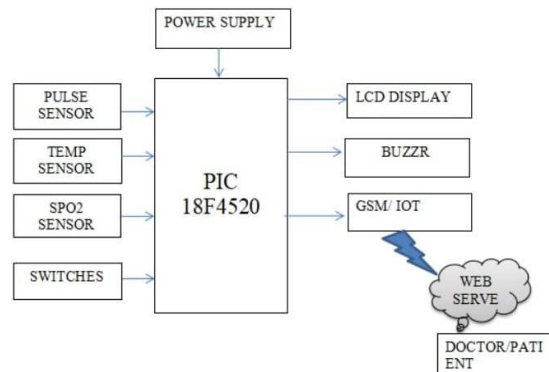 POWER SUPPLY
PULSE
SENSOR
TEMP
SENSOR
SPO2
SENSOR
SWITCHES
PIC
18F4520
LCD DISPLAY
BUZZR
GSM/ IOT
WEB
SERVE
DOCTOR/PATI
ENT